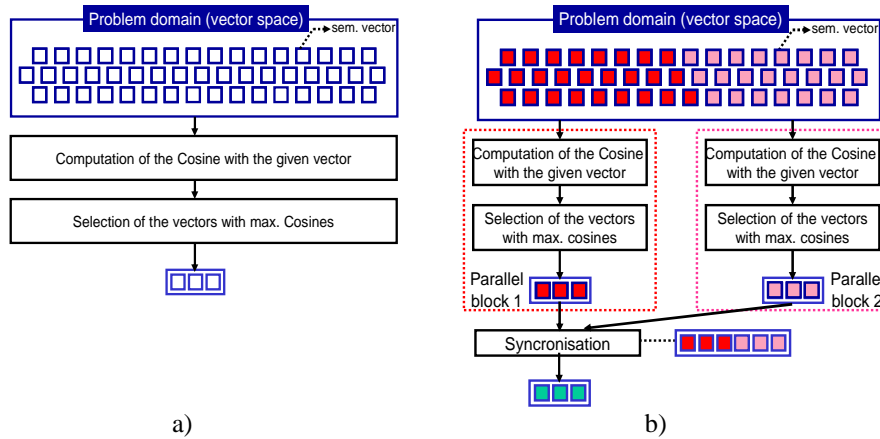 Problem domain (vector space)
sem. vector
Computation of the Cosine with the given vector
Selection of the vectors with max. Cosines
a)
Problem domain (vector space)
sem. vector
Computation of the Cosine
with the given vector
Computation of the Cosine
with the given vector
Selection of the vectors
with max. cosines
Selection of the vectors
with max. cosines
Parallel
block 1
Parallel
block 2
Syncronisation
b)